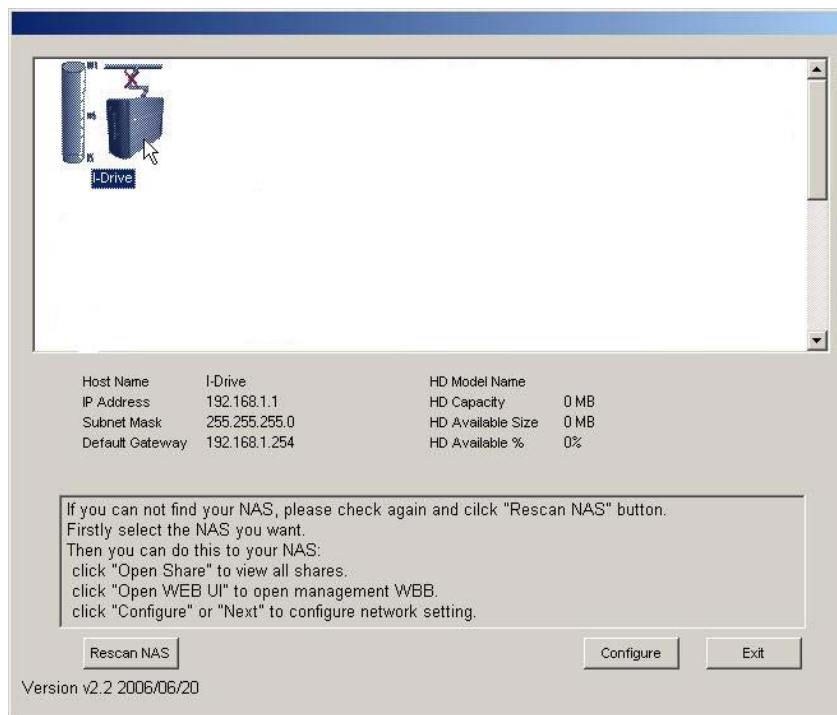 I-Drive
Host Name I-Drive HD Model Name
IP Address 192.168.1.1 HD Capacity 0 MB
Subnet Mask 255.255.255.0 HD Available Size 0 MB
Default Gateway 192.168.1.254 HD Available % 0%
If you can not find your NAS, please check again and cilck "Rescan NAS" button.
Firstly select the NAS you want.
Then you can do this to your NAS:
click "Open Share" to view all shares.
click "Open WEB UI" to open management WBB.
click "Configure" or "Next" to configure network setting.
Rescan NAS Configure Exit
Version v2.2 2006/06/20